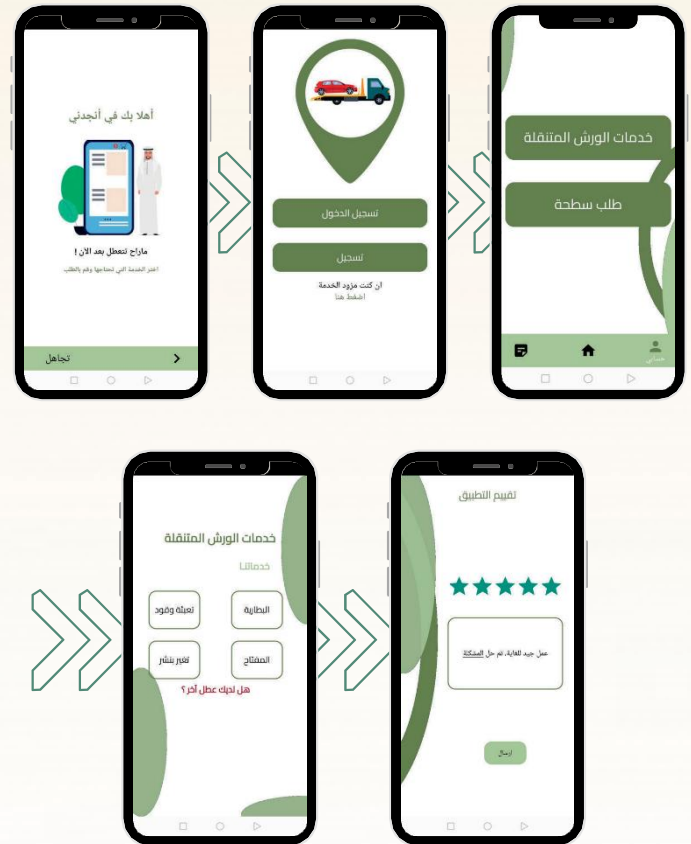 أهلا بك في أنجدني
ماراح تتعطل بعد الآن !
اختر الخدمة التي تحتاجها وقم بالطلب
تجاهل
تسجيل الدخول
تسجيل
ان كنت مزود الخدمة
اضغط هنا
خدمات الورش المتنقلة
طلب سطحة
حسابي
خدمات الورش المتنقلة
خدماتنا
البطارية
تعبئة وقود
المفتاح
تغير بنشر
هل لديك عطل آخر ؟
تقييم التطبيق
عمل جيد للغاية، تم حل المشكلة
ارسال